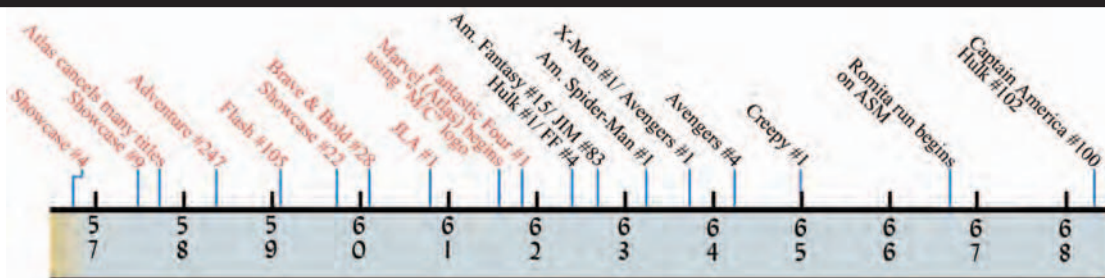 Showcase #4
Atlas cancels many titles
Showcase #9
Adventure #247
Flash #105
Brave & Bold #28
Showcase #22
JLA #1
Marvel (Atlas) begins
using "MC" logo
Fantastic Four #1
Am. Fantasy #15/ JIM #83
Hulk #1/ FF #4
Am. Spider-Man #1
X-Men #1/ Avengers #1
Avengers #4
Creepy #1
Romita run begins
on ASM
Captain America #100
Hulk #102
57
58
59
60
61
62
63
64
65
66
67
68